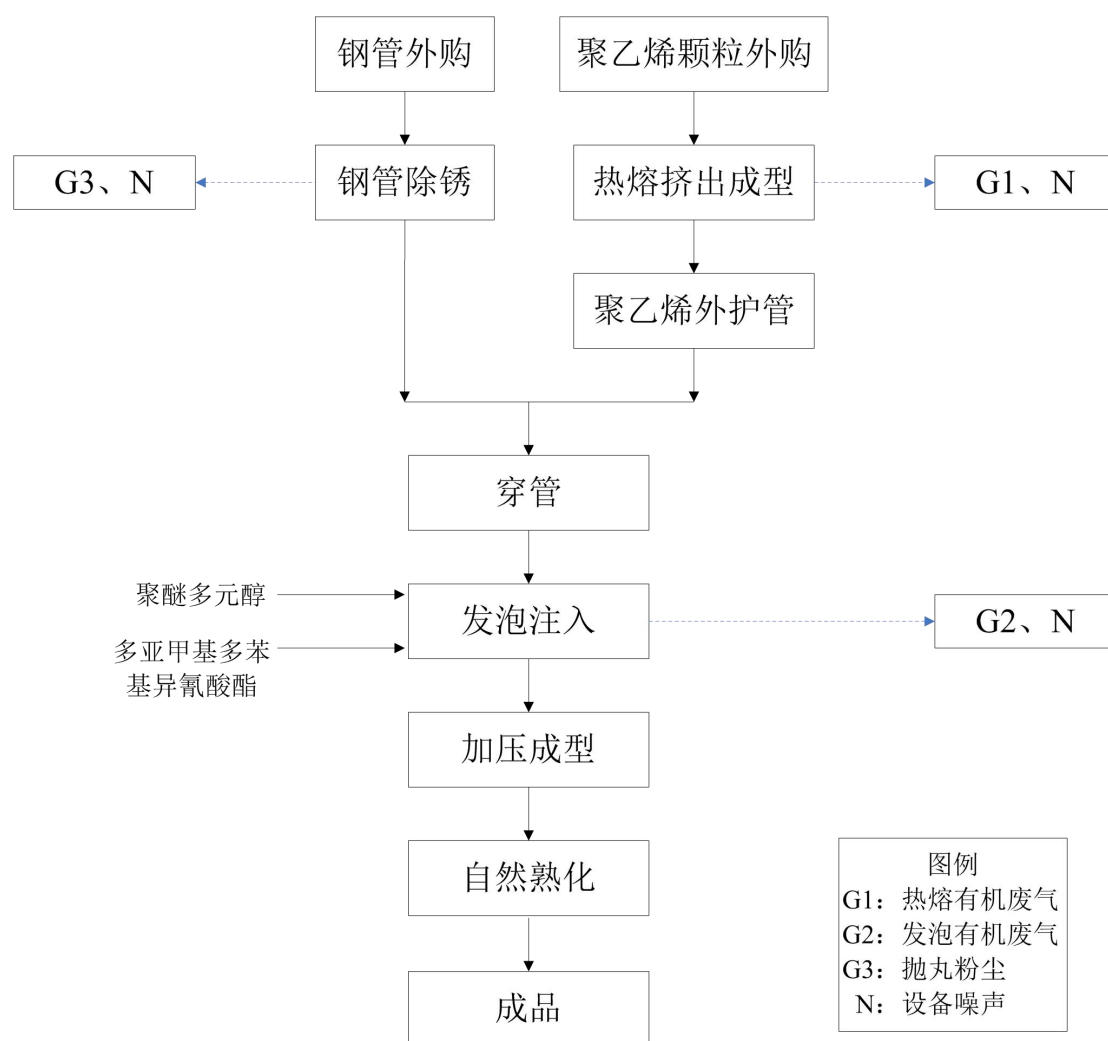 钢管外购
聚乙烯颗粒外购
G3、N
钢管除锈
热熔挤出成型
G1、N
聚乙烯外护管
穿管
聚醚多元醇
多亚甲基多苯
基异氰酸酯
发泡注入
G2、N
加压成型
自然熟化
成品
图例
G1：热熔有机废气
G2：发泡有机废气
G3：抛丸粉尘
N：设备噪声